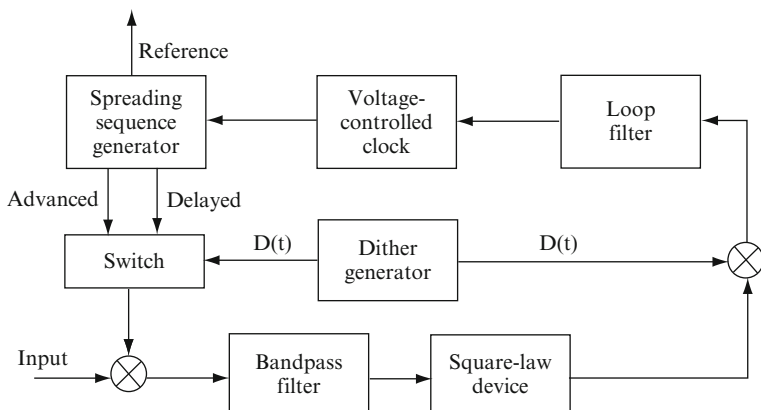 Reference
Spreading
sequence
generator
Voltage-
controlled
clock
Loop
filter
Advanced
Delayed
Switch
D(t)
Dither
generator
D(t)
Input
Bandpass
filter
Square-law
device